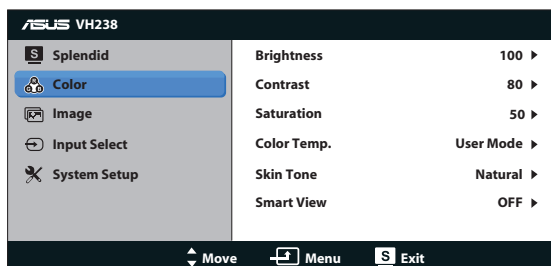 ASUS VH238
S Splendid
Color
Image
Input Select
System Setup
Brightness 100
Contrast 80
Saturation 50
Color Temp. User Mode
Skin Tone Natural
Smart View OFF
Move Menu S Exit